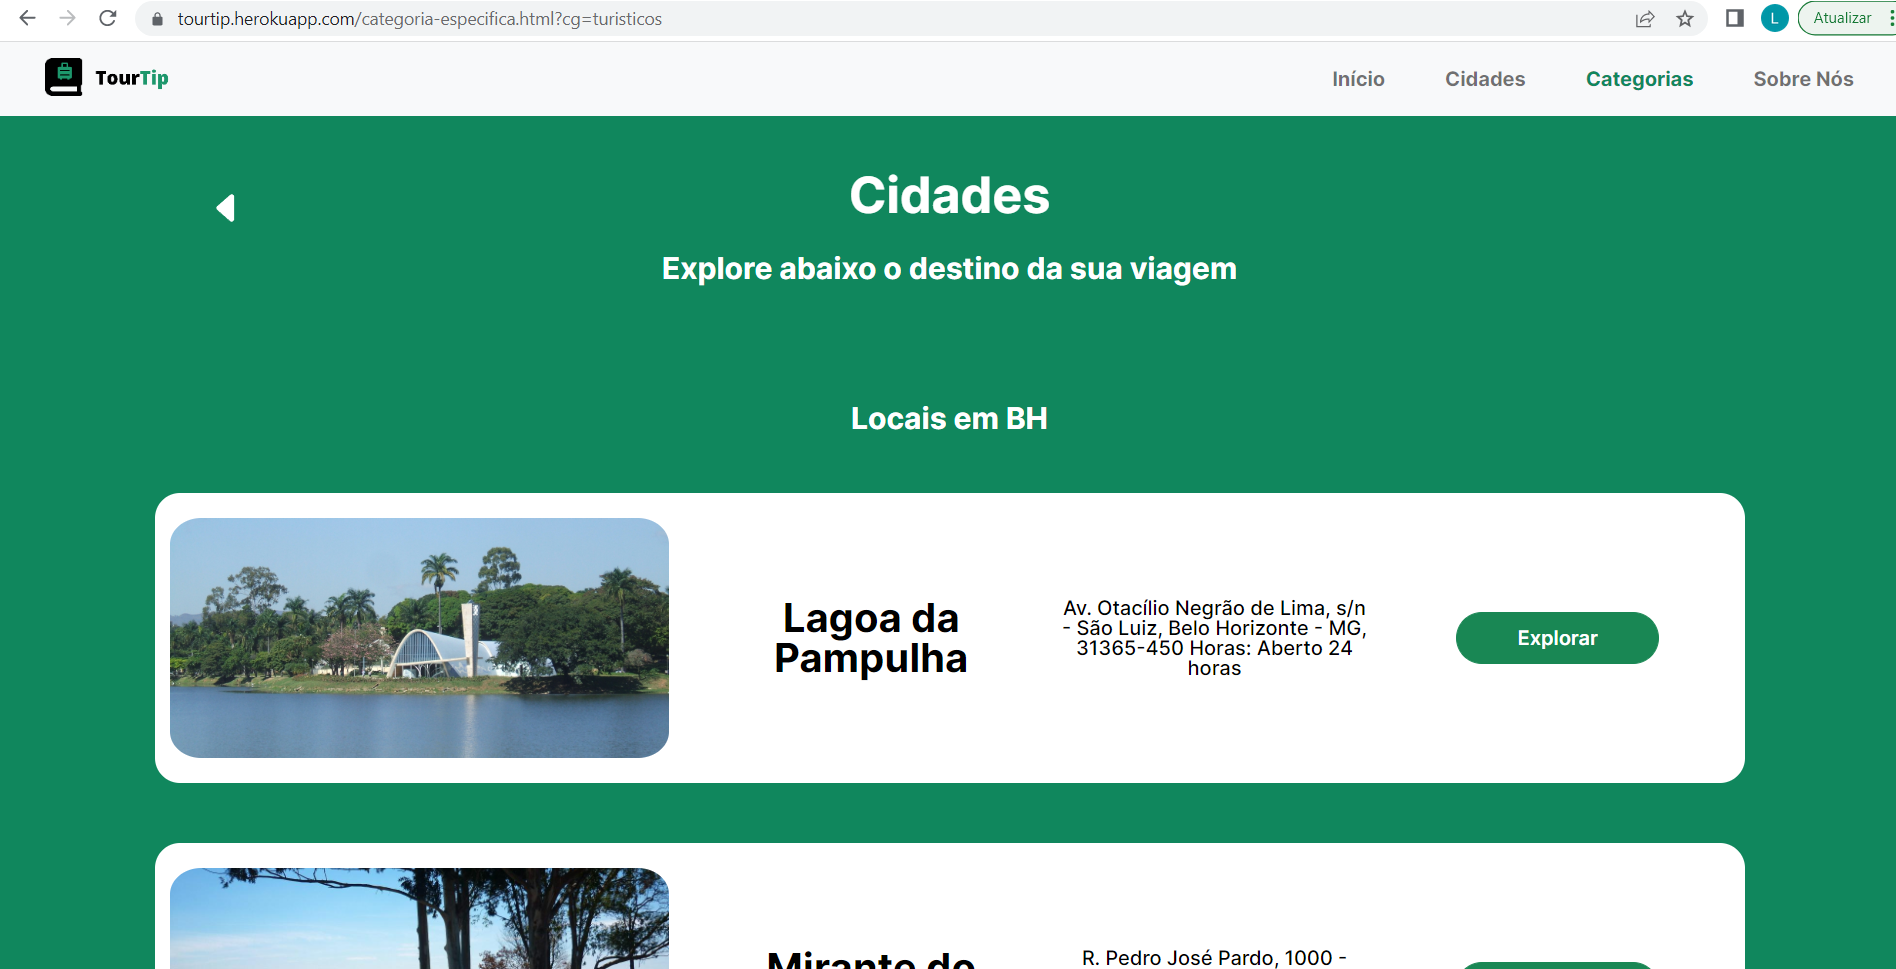 tourtip.herokuapp.com/categoria-especifica.html?cg=turisticos
L
Atualizar
TourTip
Início
Cidades
Categorias
Sobre Nós
Cidades
Explore abaixo o destino da sua viagem
Locais em BH
Lagoa da
Pampulha
Av. Otacílio Negrão de Lima, s/n
- São Luiz, Belo Horizonte - MG,
31365-450 Horas: Aberto 24
horas
Explorar
Mirante do
R. Pedro José Pardo, 1000 -